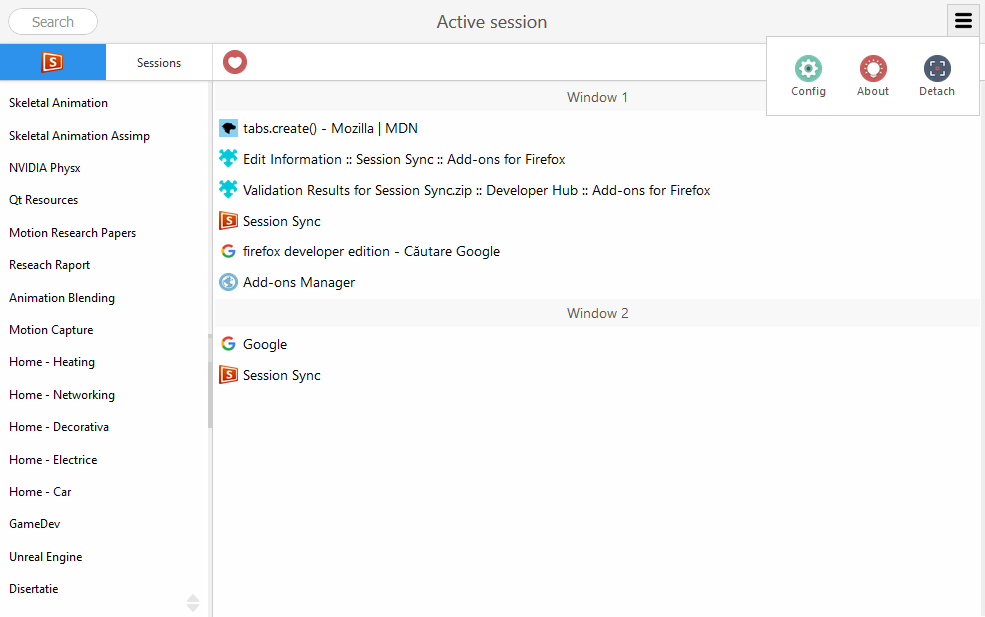 Search
Active session
Sessions
Config
About
Detach
Skeletal Animation
Skeletal Animation Assimp
NVIDIA Physx
Qt Resources
Motion Research Papers
Reseach Raport
Animation Blending
Motion Capture
Home - Heating
Home - Networking
Home - Decorativa
Home - Electrice
Home - Car
GameDev
Unreal Engine
Disertatie
Window 1
tabs.create() - Mozilla | MDN
Edit Information :: Session Sync :: Add-ons for Firefox
Validation Results for Session Sync.zip :: Developer Hub :: Add-ons for Firefox
Session Sync
firefox developer edition - Căutare Google
Add-ons Manager
Window 2
Google
Session Sync